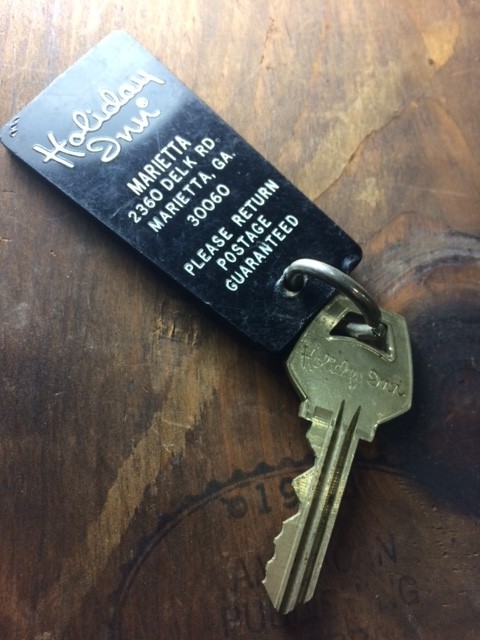 Holiday
Inn®
MARIETTA
2360 DELK RD
MARIETTA, GA.
30060
PLEASE RETURN
POSTAGE
GUARANTEED
Holiday Inn